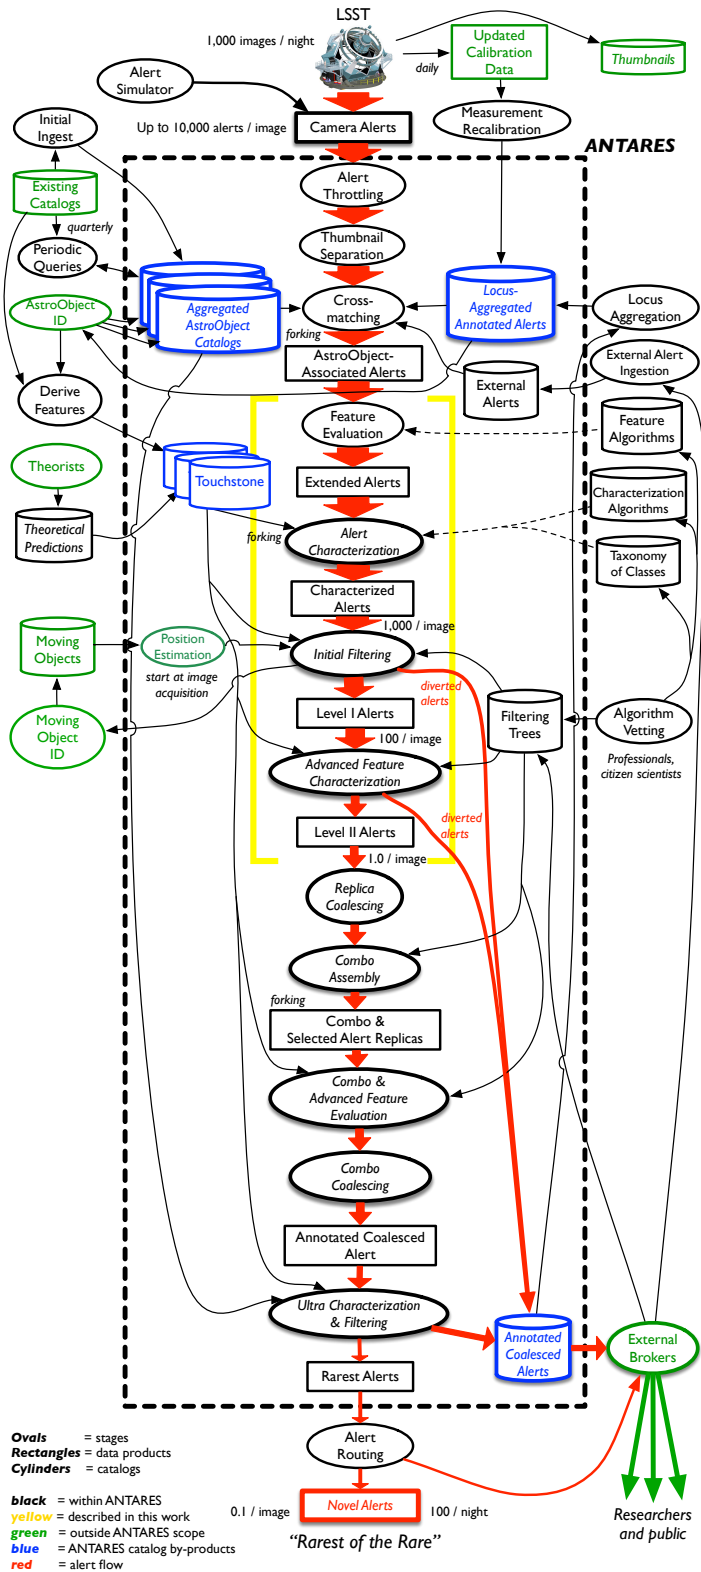 LSST
1,000 images / night
Updated
Calibration
Data
daily
Thumbnails
Alert
Simulator
Initial
Ingest
Up to 10,000 alerts / image
Camera Alerts
Measurement
Recalibration
ANTARES
Existing
Catalogs
quarterly
Alert
Throttling
Periodic
Queries
Thumbnail
Separation
AstroObject
ID
Aggregated
AstroObject
Catalogs
Cross-
matching
forking
Locus-
Aggregated
Annotated Alerts
Locus
Aggregation
AstroObject-
Associated Alerts
External Alert
Ingestion
External
Alerts
Derive
Features
Feature
Evaluation
Feature
Algorithms
Theorists
Touchstone
Extended Alerts
Characterization
Algorithms
Theoretical
Predictions
forking
Alert
Characterization
Taxonomy
of Classes
Characterized
Alerts
1,000 / image
Moving
Objects
Position
Estimation
start at image
acquisition
Initial Filtering
diverted
alerts
Moving
Object
ID
Level I Alerts
100 / image
Filtering
Trees
Algorithm
Vetting
Professionals,
citizen scientists
Advanced Feature
Characterization
diverted
alerts
Level II Alerts
1.0 / image
Replica
Coalescing
Combo
Assembly
forking
Combo &
Selected Alert Replicas
Combo &
Advanced Feature
Evaluation
Combo
Coalescing
Annotated Coalesced
Alert
Ultra Characterization
& Filtering
Annotated
Coalesced
Alerts
External
Brokers
Rarest Alerts
Alert
Routing
Novel Alerts
0.1 / image
100 / night
“Rarest of the Rare”
Researchers
and public
Ovals = stages
Rectangles = data products
Cylinders = catalogs
black = within ANTARES
yellow = described in this work
green = outside ANTARES scope
blue = ANTARES catalog by-products
red = alert flow